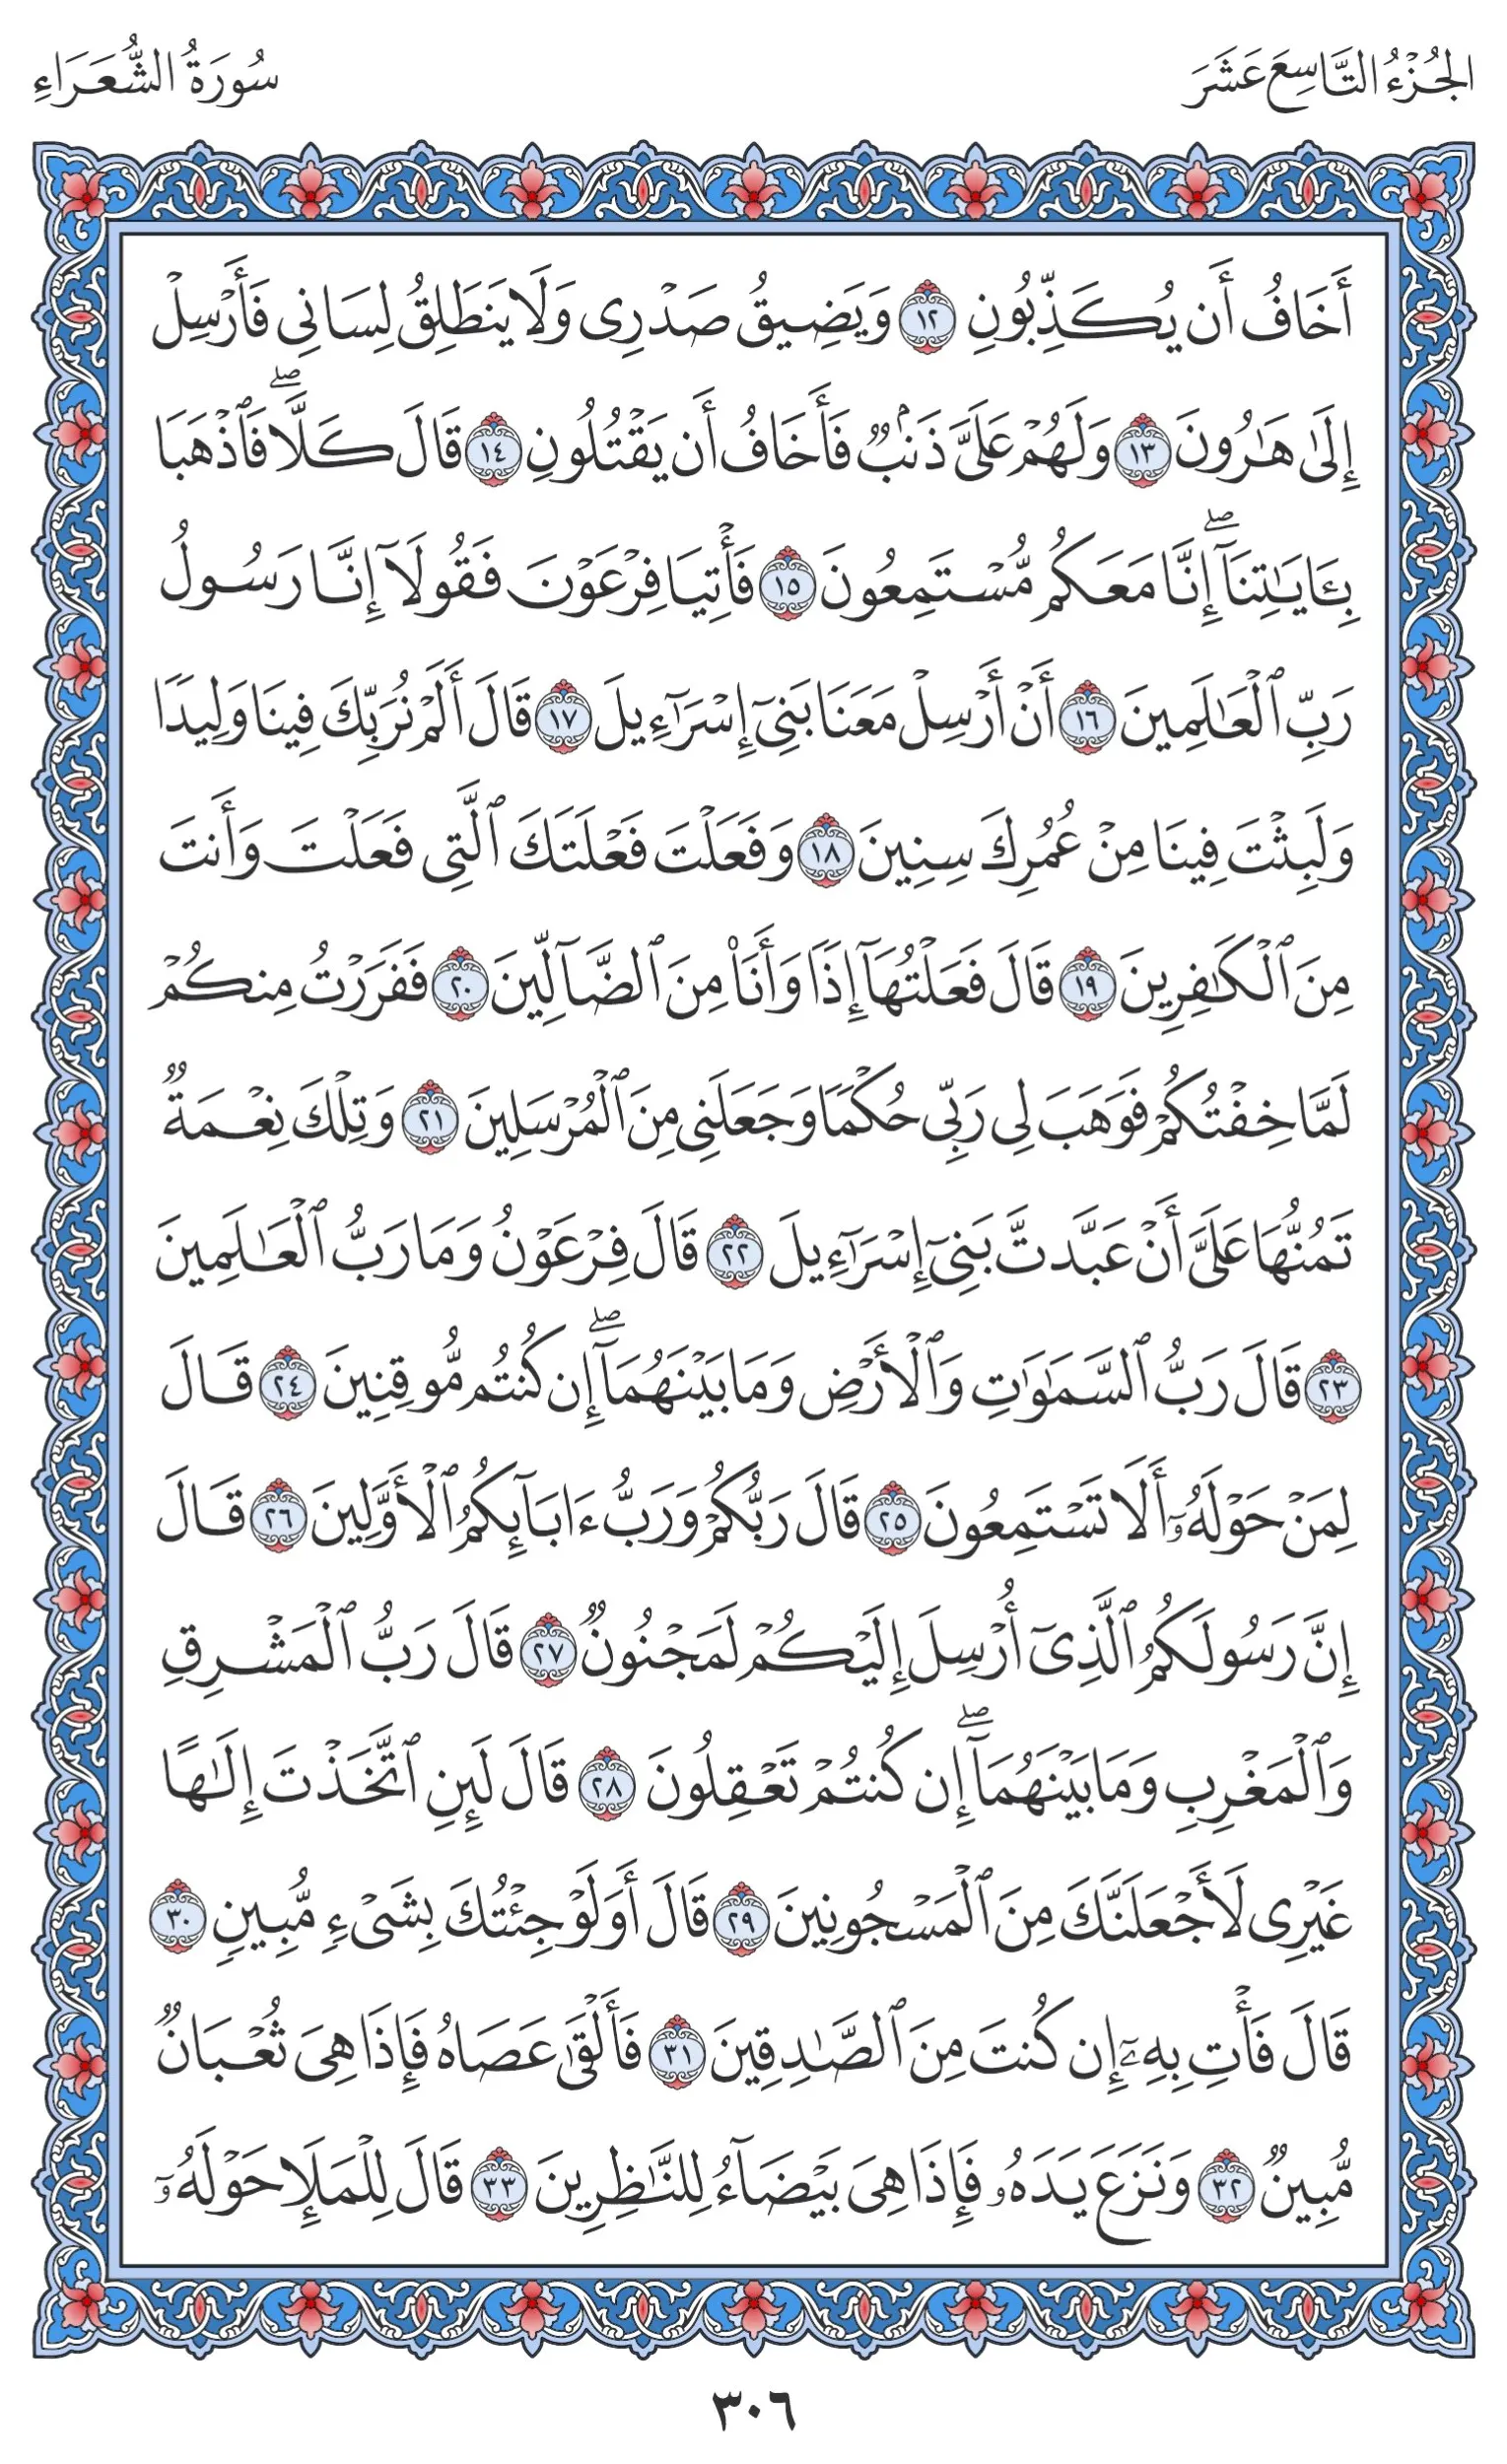 الجُزْءُ التَّاسِعَ عَشَرَ
سُورَةُ الشُّعَرَاءِ
أَخَافُ أَن يُكَذِّبُونِ ١٢ وَيَضِيقُ صَدْرِى وَلَا يَنطَلِقُ لِسَانِى فَأَرْسِلْ
إِلَىٰ هَـٰرُونَ ١٣ وَلَهُمْ عَلَىَّ ذَنۢبٌ فَأَخَافُ أَن يَقْتُلُونِ ١٤ قَالَ كَلَّاۖ فَٱذْهَبَا
بِـَٔايَـٰتِنَآۖ إِنَّا مَعَكُم مُّسْتَمِعُونَ ١٥ فَأْتِيَا فِرْعَوْنَ فَقُولَآ إِنَّا رَسُولُ
رَبِّ ٱلْعَـٰلَمِينَ ١٦ أَنْ أَرْسِلْ مَعَنَا بَنِىٓ إِسْرَٰٓءِيلَ ١٧ قَالَ أَلَمْ نُرَبِّكَ فِينَا وَلِيدًا
وَلَبِثْتَ فِينَا مِنْ عُمُرِكَ سِنِينَ ١٨ وَفَعَلْتَ فَعْلَتَكَ ٱلَّتِى فَعَلْتَ وَأَنتَ
مِنَ ٱلْكَـٰفِرِينَ ١٩ قَالَ فَعَلْتُهَآ إِذًا وَأَنَا۠ مِنَ ٱلضَّآلِّينَ ٢٠ فَفَرَرْتُ مِنكُمْ
لَمَّا خِفْتُكُمْ فَوَهَبَ لِى رَبِّى حُكْمًا وَجَعَلَنِى مِنَ ٱلْمُرْسَلِينَ ٢١ وَتِلْكَ نِعْمَةٌ
تَمُنُّهَا عَلَىَّ أَنْ عَبَّدتَّ بَنِىٓ إِسْرَٰٓءِيلَ ٢٢ قَالَ فِرْعَوْنُ وَمَا رَبُّ ٱلْعَـٰلَمِينَ
٢٣ قَالَ رَبُّ ٱلسَّمَـٰوَٰتِ وَٱلْأَرْضِ وَمَا بَيْنَهُمَآۖ إِن كُنتُم مُّوقِنِينَ ٢٤ قَالَ
لِمَنْ حَوْلَهُۥٓ أَلَا تَسْتَمِعُونَ ٢٥ قَالَ رَبُّكُمْ وَرَبُّ ءَابَآئِكُمُ ٱلْأَوَّلِينَ ٢٦ قَالَ
إِنَّ رَسُولَكُمُ ٱلَّذِىٓ أُرْسِلَ إِلَيْكُمْ لَمَجْنُونٌ ٢٧ قَالَ رَبُّ ٱلْمَشْرِقِ
وَٱلْمَغْرِبِ وَمَا بَيْنَهُمَآۖ إِن كُنتُمْ تَعْقِلُونَ ٢٨ قَالَ لَئِنِ ٱتَّخَذْتَ إِلَـٰهًا
غَيْرِى لَأَجْعَلَنَّكَ مِنَ ٱلْمَسْجُونِينَ ٢٩ قَالَ أَوَلَوْ جِئْتُكَ بِشَىْءٍ مُّبِينٍ ٣٠
قَالَ فَأْتِ بِهِۦٓ إِن كُنتَ مِنَ ٱلصَّـٰدِقِينَ ٣١ فَأَلْقَىٰ عَصَاهُ فَإِذَا هِىَ ثُعْبَانٌ
مُّبِينٌ ٣٢ وَنَزَعَ يَدَهُۥ فَإِذَا هِىَ بَيْضَآءُ لِلنَّـٰظِرِينَ ٣٣ قَالَ لِلْمَلَإِ حَوْلَهُۥٓ
٣٠٦